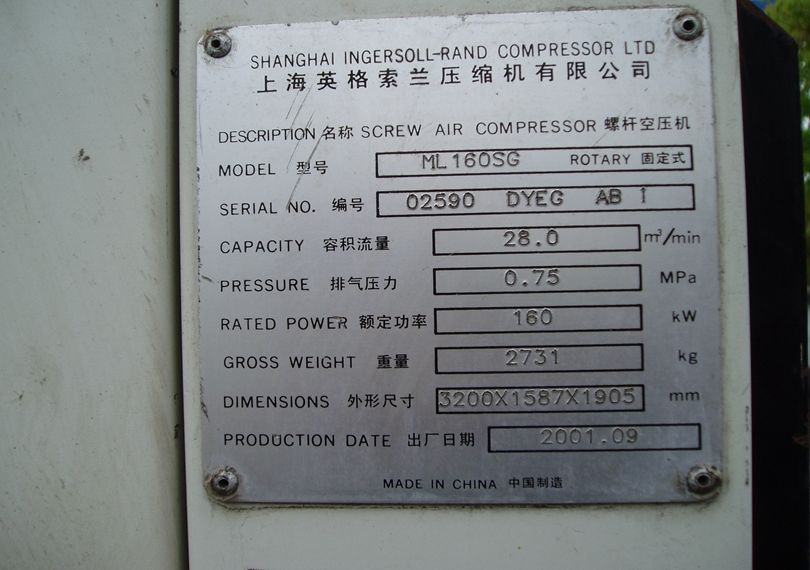 SHANGHAI INGERSOLL-RAND COMPRESSOR LTD
上海英格索兰压缩机有限公司
DESCRIPTION 名称 SCREW AIR COMPRESSOR 螺杆空压机
MODEL 型号 ML160SG ROTARY 固定式
SERIAL NO. 编号 02590 DYEG AB ↑
CAPACITY 容积流量 28.0 m³/min
PRESSURE 排气压力 0.75 MPa
RATED POWER 额定功率 160 kW
GROSS WEIGHT 重量 2731 kg
DIMENSIONS 外形尺寸 3200X1587X1905 mm
PRODUCTION DATE 出厂日期 2001.09
MADE IN CHINA 中国制造